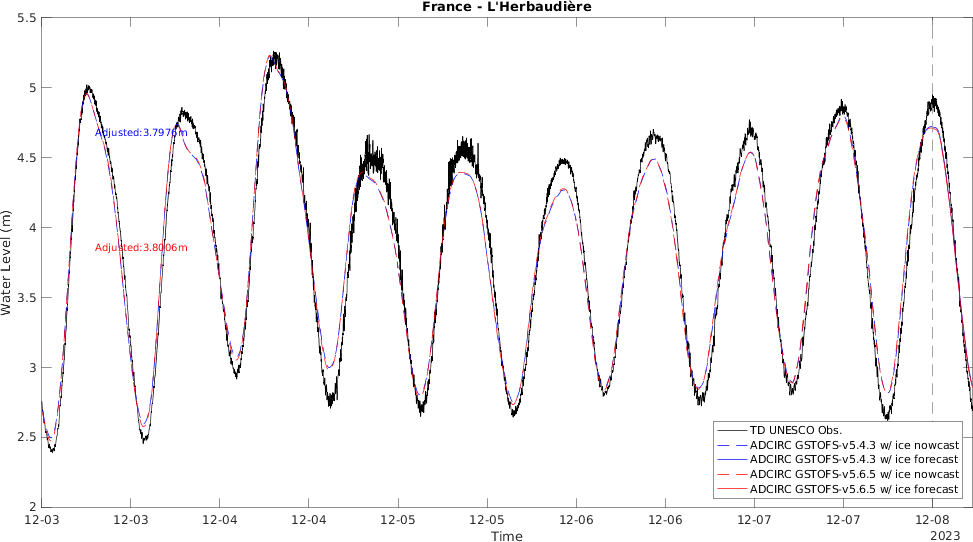 France - L'Herbaudière
Water Level (m)
5.5
5
4.5
4
3.5
3
2.5
2
Adjusted:3.7976m
Adjusted:3.8006m
TD UNESCO Obs.
ADCIRC GSTOFS-v5.4.3 w/ ice nowcast
ADCIRC GSTOFS-v5.4.3 w/ ice forecast
ADCIRC GSTOFS-v5.6.5 w/ ice nowcast
ADCIRC GSTOFS-v5.6.5 w/ ice forecast
12-03 12-03 12-04 12-04 12-05 12-05 12-06 12-06 12-07 12-07 12-08
Time
2023